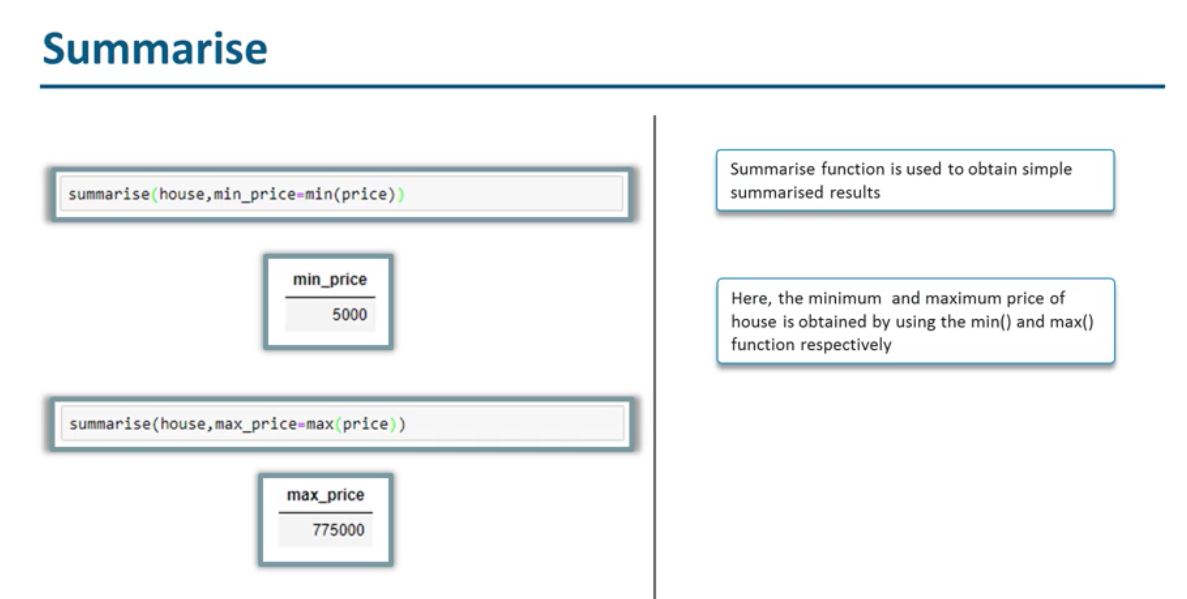 Summarise
summarise(house,min_price=min(price))
min_price
5000
summarise(house,max_price=max(price))
max_price
775000
Summarise function is used to obtain simple
summarised results
Here, the minimum and maximum price of
house is obtained by using the min() and max()
function respectively